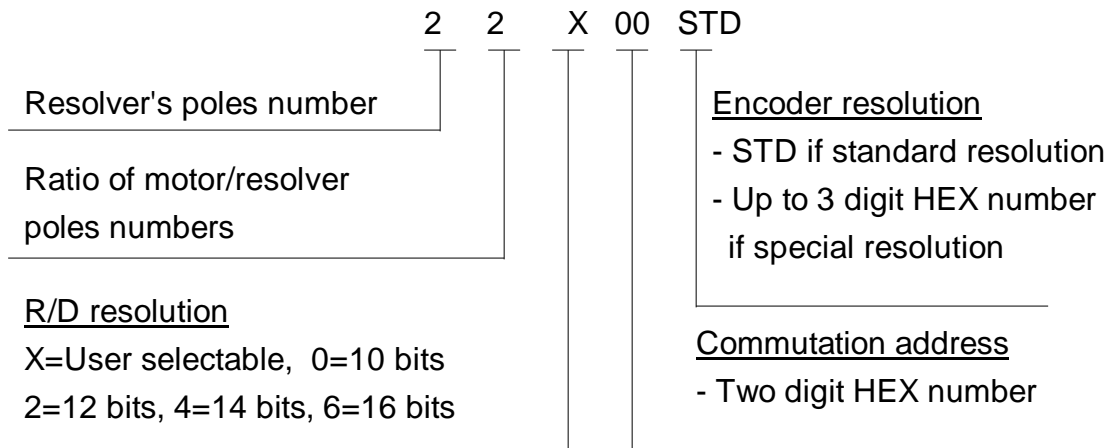 2 2 X 00 STD
Resolver's poles number
Ratio of motor/resolver
poles numbers
R/D resolution
X=User selectable, 0=10 bits
2=12 bits, 4=14 bits, 6=16 bits
Encoder resolution
- STD if standard resolution
- Up to 3 digit HEX number
if special resolution
Commutation address
- Two digit HEX number